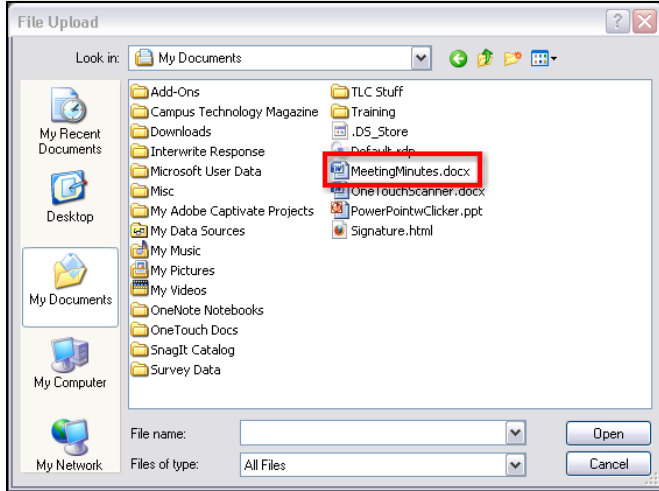 File Upload
Look in: My Documents
My Recent
Documents
Desktop
My Documents
My Computer
My Network
Add-Ons
Campus Technology Magazine
Downloads
Interwrite Response
Microsoft User Data
Misc
My Adobe Captivate Projects
My Data Sources
My Music
My Pictures
My Videos
OneNote Notebooks
OneTouch Docs
SnagIt Catalog
Survey Data
TLC Stuff
Training
.DS_Store
Default.rdp
MeetingMinutes.docx
OneTouchScanner.docx
PowerPointwClicker.ppt
Signature.html
File name: Open
Files of type: All Files Cancel